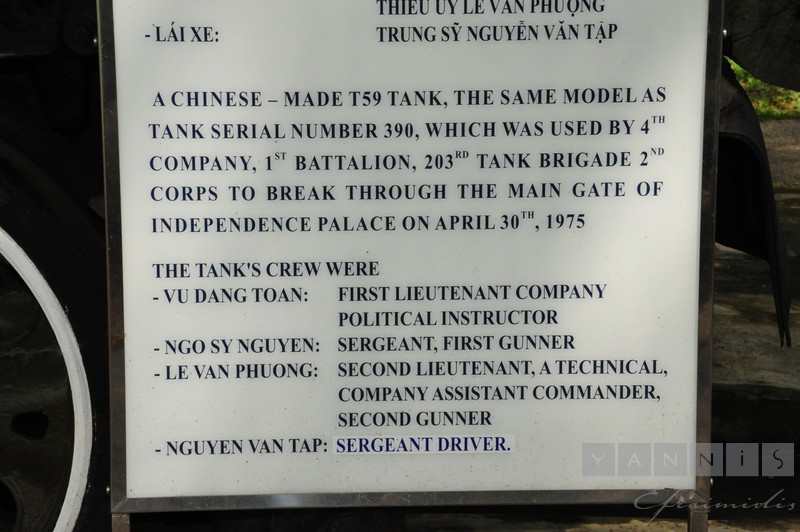 THIẾU ÚY LÊ VĂN PHƯỢNG
- LÁI XE: TRUNG SỸ NGUYỄN VĂN TẬP
A CHINESE – MADE T59 TANK, THE SAME MODEL AS
TANK SERIAL NUMBER 390, WHICH WAS USED BY 4TH
COMPANY, 1ST BATTALION, 203RD TANK BRIGADE 2ND
CORPS TO BREAK THROUGH THE MAIN GATE OF
INDEPENDENCE PALACE ON APRIL 30TH, 1975
THE TANK'S CREW WERE
- VU DANG TOAN: FIRST LIEUTENANT COMPANY
POLITICAL INSTRUCTOR
- NGO SY NGUYEN: SERGEANT, FIRST GUNNER
- LE VAN PHUONG: SECOND LIEUTENANT, A TECHNICAL,
COMPANY ASSISTANT COMMANDER,
SECOND GUNNER
- NGUYEN VAN TAP: SERGEANT DRIVER.
YANNiS
Efraimidis